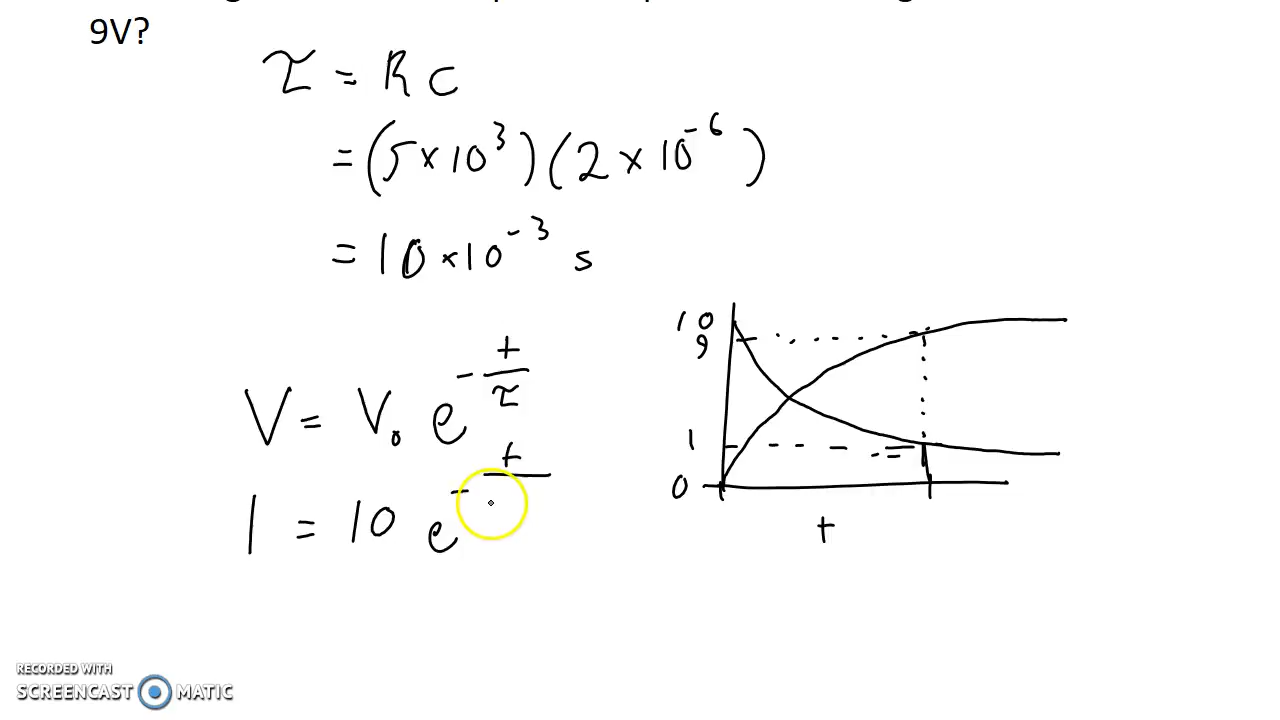 9V?
τ = RC
= (5×10³)(2×10⁻⁶)
= 10×10⁻³ s
V = V₀ e^(-t/τ)
1 = 10 e^(-t/
10
9
1
0
t
RECORDED WITH
SCREENCAST MATIC